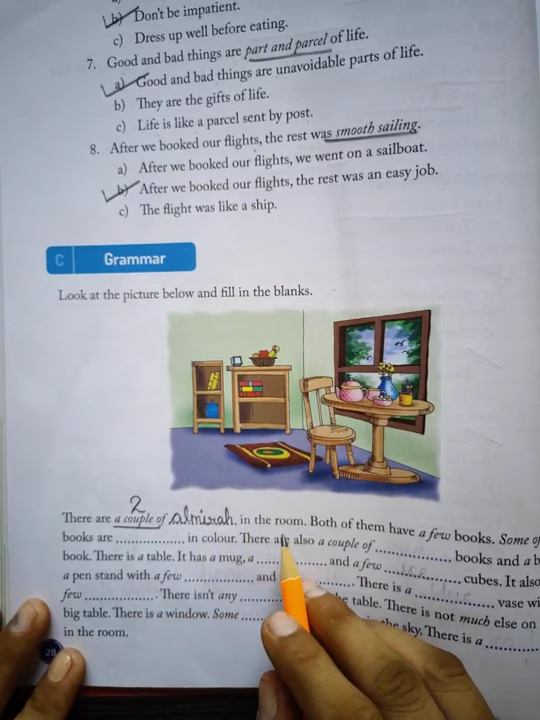 b) Don't be impatient.
c) Dress up well before eating.
7. Good and bad things are part and parcel of life.
a) Good and bad things are unavoidable parts of life.
b) They are the gifts of life.
c) Life is like a parcel sent by post.
8. After we booked our flights, the rest was smooth sailing.
a) After we booked our flights, we went on a sailboat.
b) After we booked our flights, the rest was an easy job.
c) The flight was like a ship.
C Grammar
Look at the picture below and fill in the blanks.
2
There are a couple of almirah in the room. Both of them have a few books. Some of
books are .................. in colour. There are also a couple of .................. books and a b
book. There is a table. It has a mug, a .................. and a few .................. cubes. It also
a pen stand with a few .................. and .................. There is a .................. vase wi
few .................. There isn't any .................. the table. There is not much else on
big table. There is a window. Some .................. the sky. There is a ..................
in the room.
28